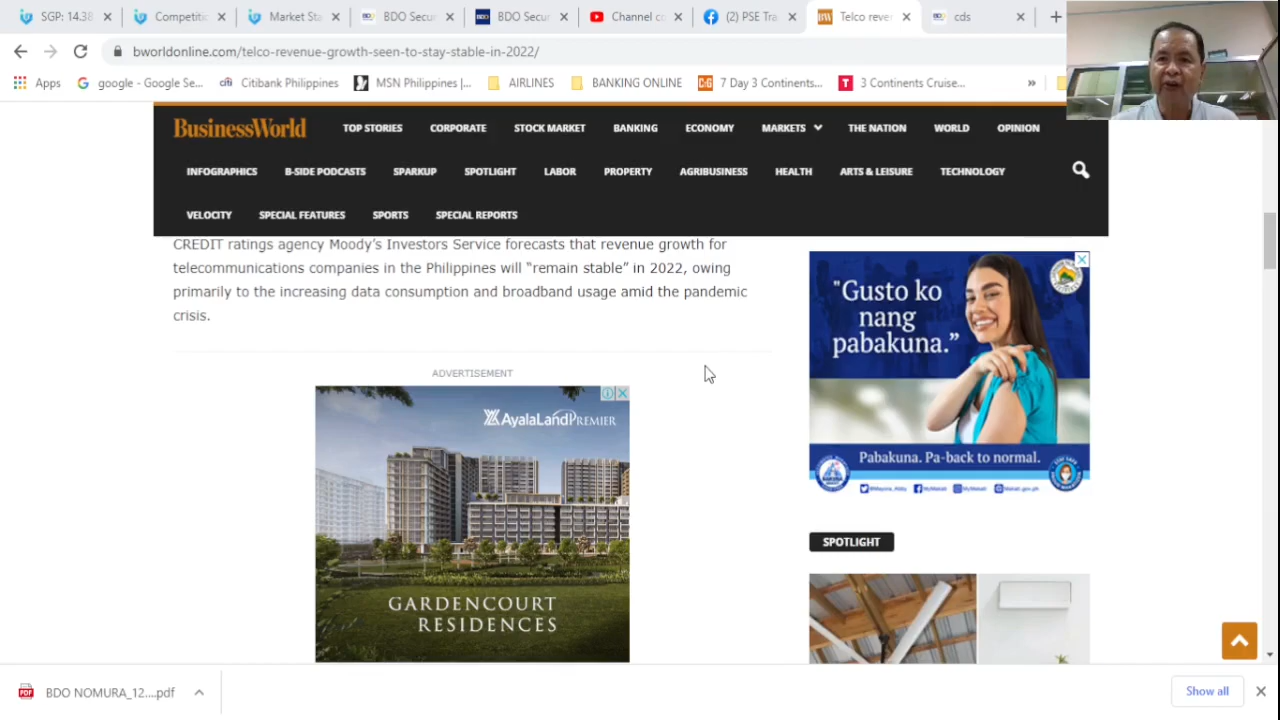 SGP: 14.38
Competiti
Market Sta
BDO Secur
BDO Secur
Channel co
(2) PSE Tra
Telco reve
cds
bworldonline.com/telco-revenue-growth-seen-to-stay-stable-in-2022/
Apps
google - Google Se...
Citibank Philippines
MSN Philippines |...
AIRLINES
BANKING ONLINE
7 Day 3 Continents...
3 Continents Cruise...
»
BusinessWorld
TOP STORIES
CORPORATE
STOCK MARKET
BANKING
ECONOMY
MARKETS
THE NATION
WORLD
OPINION
INFOGRAPHICS
B-SIDE PODCASTS
SPARKUP
SPOTLIGHT
LABOR
PROPERTY
AGRIBUSINESS
HEALTH
ARTS & LEISURE
TECHNOLOGY
VELOCITY
SPECIAL FEATURES
SPORTS
SPECIAL REPORTS
CREDIT ratings agency Moody's Investors Service forecasts that revenue growth for
telecommunications companies in the Philippines will "remain stable" in 2022, owing
primarily to the increasing data consumption and broadband usage amid the pandemic
crisis.
ADVERTISEMENT
AyalaLand PREMIER
GARDENCOURT
RESIDENCES
"Gusto ko
nang
pabakuna."
Pabakuna. Pa-back to normal.
SPOTLIGHT
BDO NOMURA_12....pdf
Show all